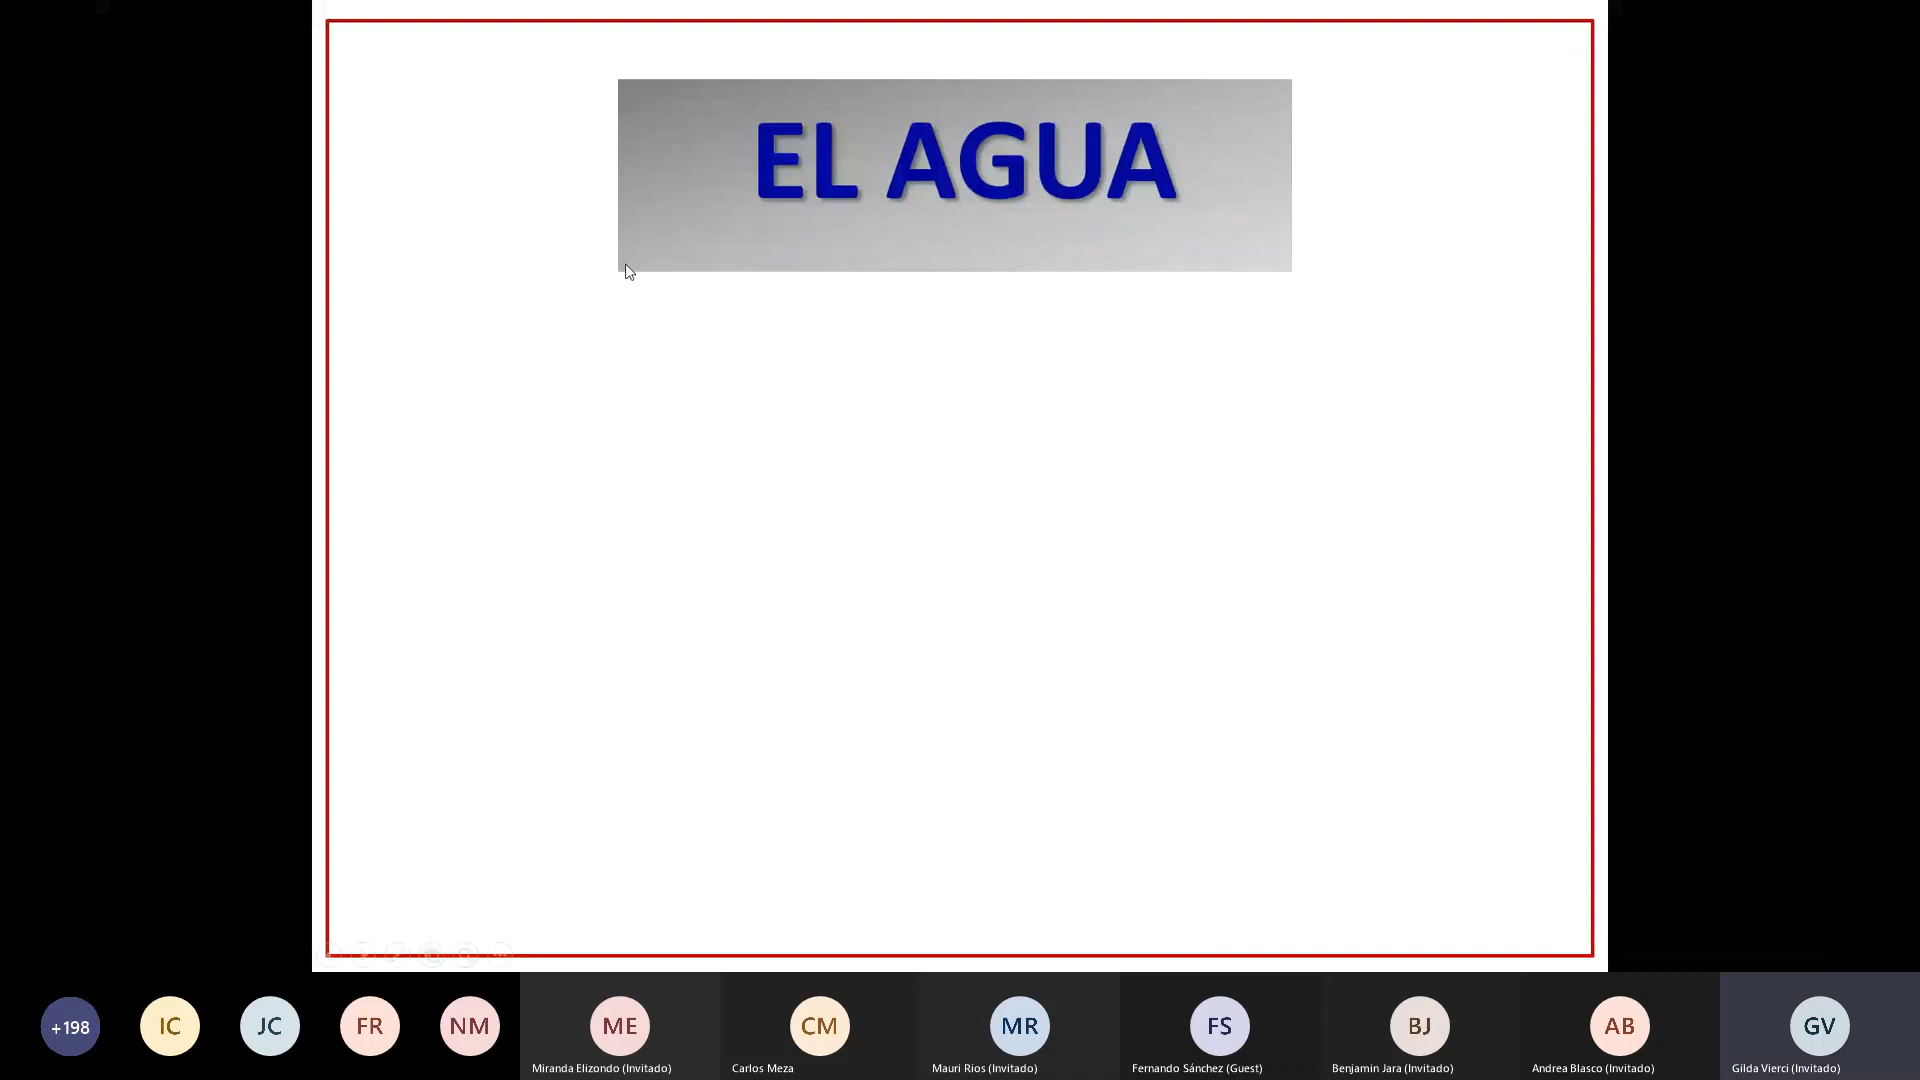 EL AGUA
+198
IC
JC
FR
NM
ME
CM
MR
FS
BJ
AB
GV
Miranda Elizondo (Invitado)
Carlos Meza
Mauri Rios (Invitado)
Fernando Sánchez (Guest)
Benjamin Jara (Invitado)
Andrea Blasco (Invitado)
Gilda Vierci (Invitado)